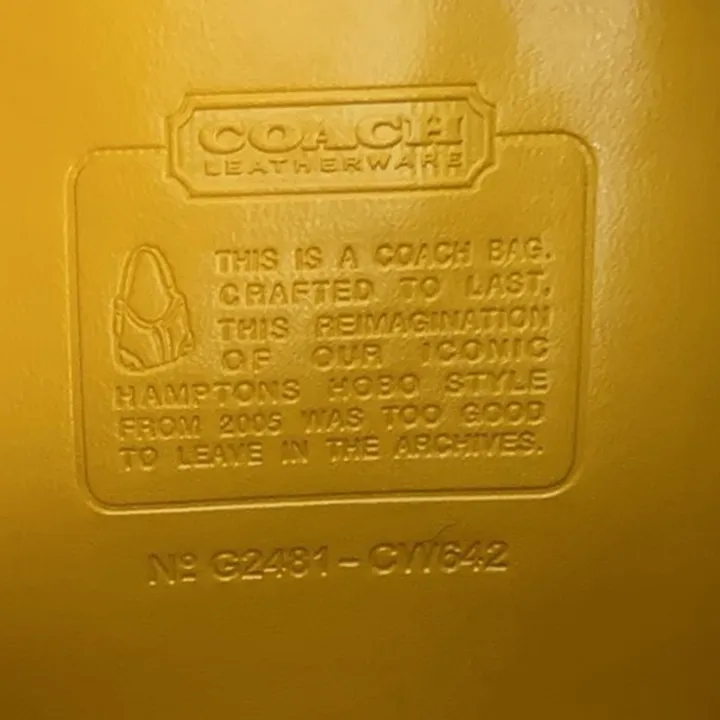 COACH
LEATHERWARE
THIS IS A COACH BAG.
CRAFTED TO LAST,
THIS REIMAGINATION
OF OUR ICONIC
HAMPTONS HOBO STYLE
FROM 2005 WAS TOO GOOD
TO LEAVE IN THE ARCHIVES.
Nº G2481-CW642